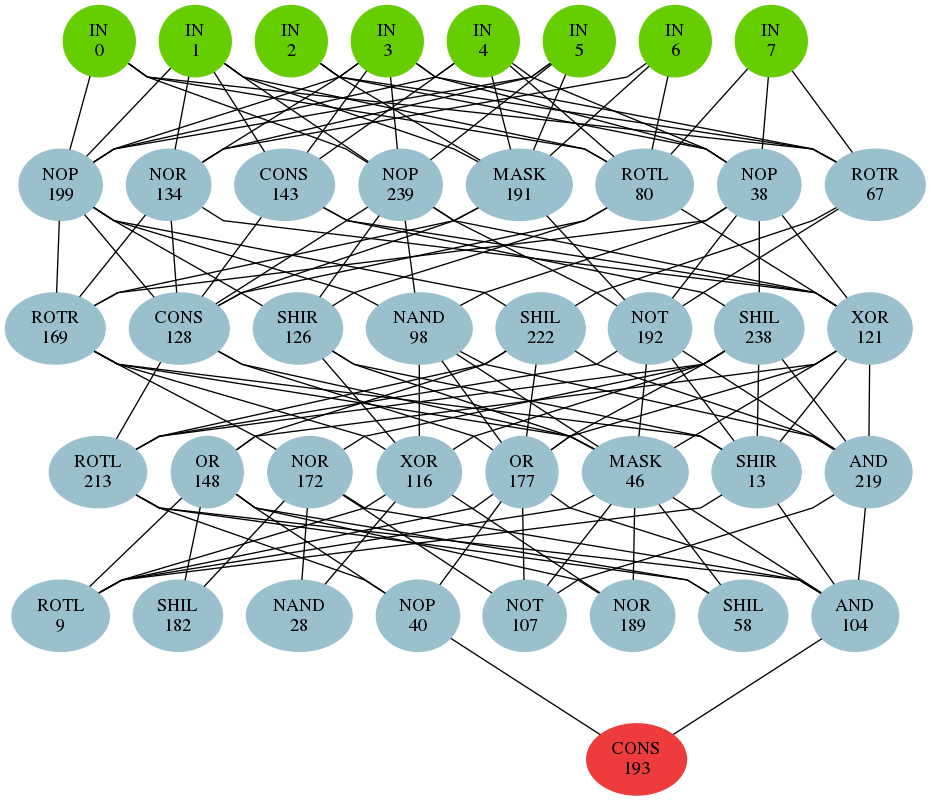 IN
0
IN
1
IN
2
IN
3
IN
4
IN
5
IN
6
IN
7
NOP
199
NOR
134
CONS
143
NOP
239
MASK
191
ROTL
80
NOP
38
ROTR
67
ROTR
169
CONS
128
SHIR
126
NAND
98
SHIL
222
NOT
192
SHIL
238
XOR
121
ROTL
213
OR
148
NOR
172
XOR
116
OR
177
MASK
46
SHIR
13
AND
219
ROTL
9
SHIL
182
NAND
28
NOP
40
NOT
107
NOR
189
SHIL
58
AND
104
CONS
193